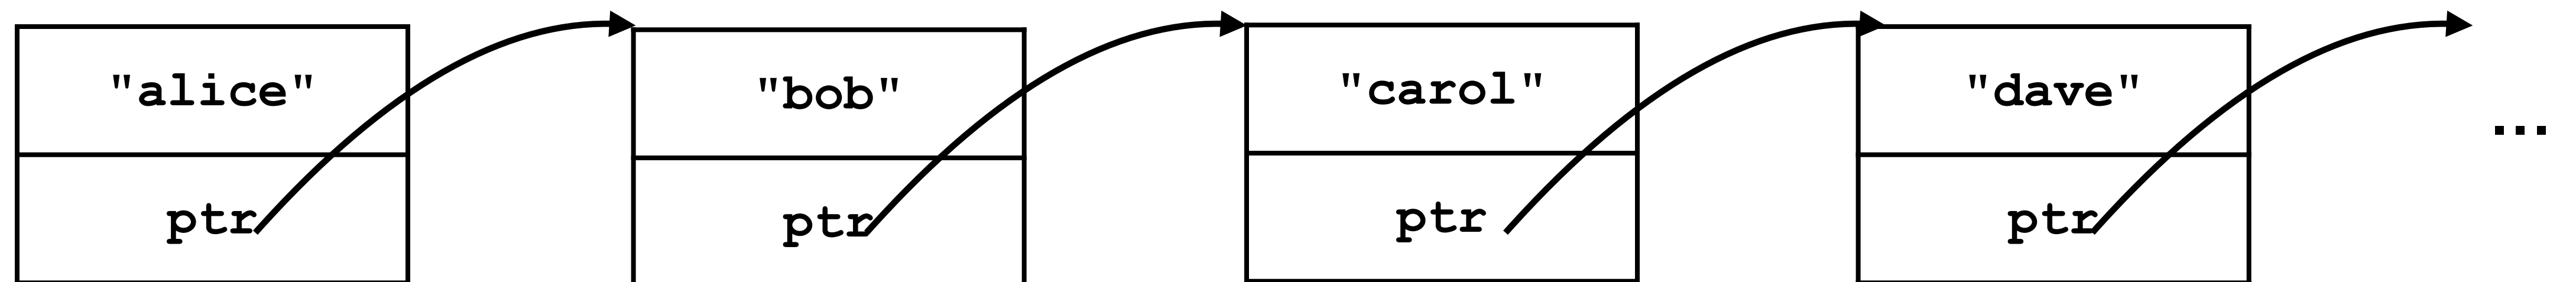 "alice" "bob" "carol" "dave"
...
ptr ptr ptr ptr